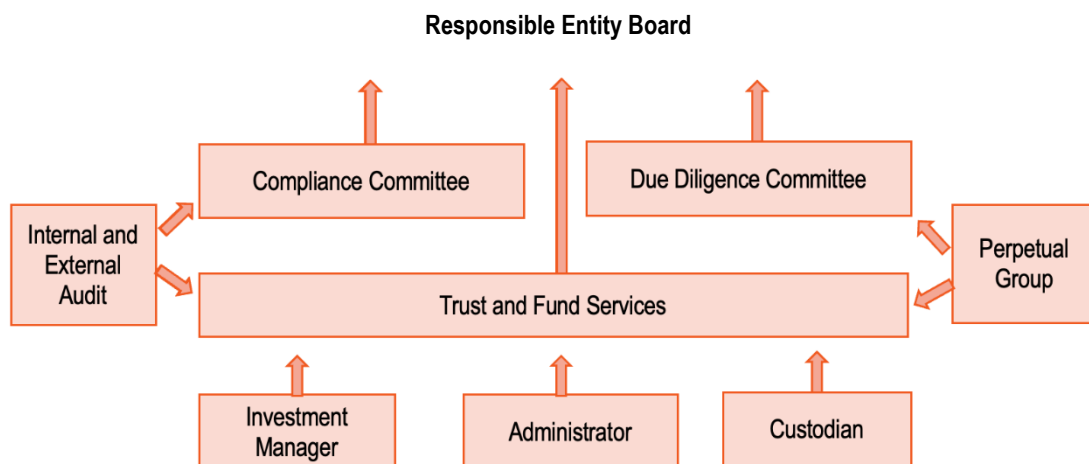 Responsible Entity Board
Compliance Committee
Due Diligence Committee
Internal and
External
Audit
Perpetual
Group
Trust and Fund Services
Investment
Manager
Administrator
Custodian